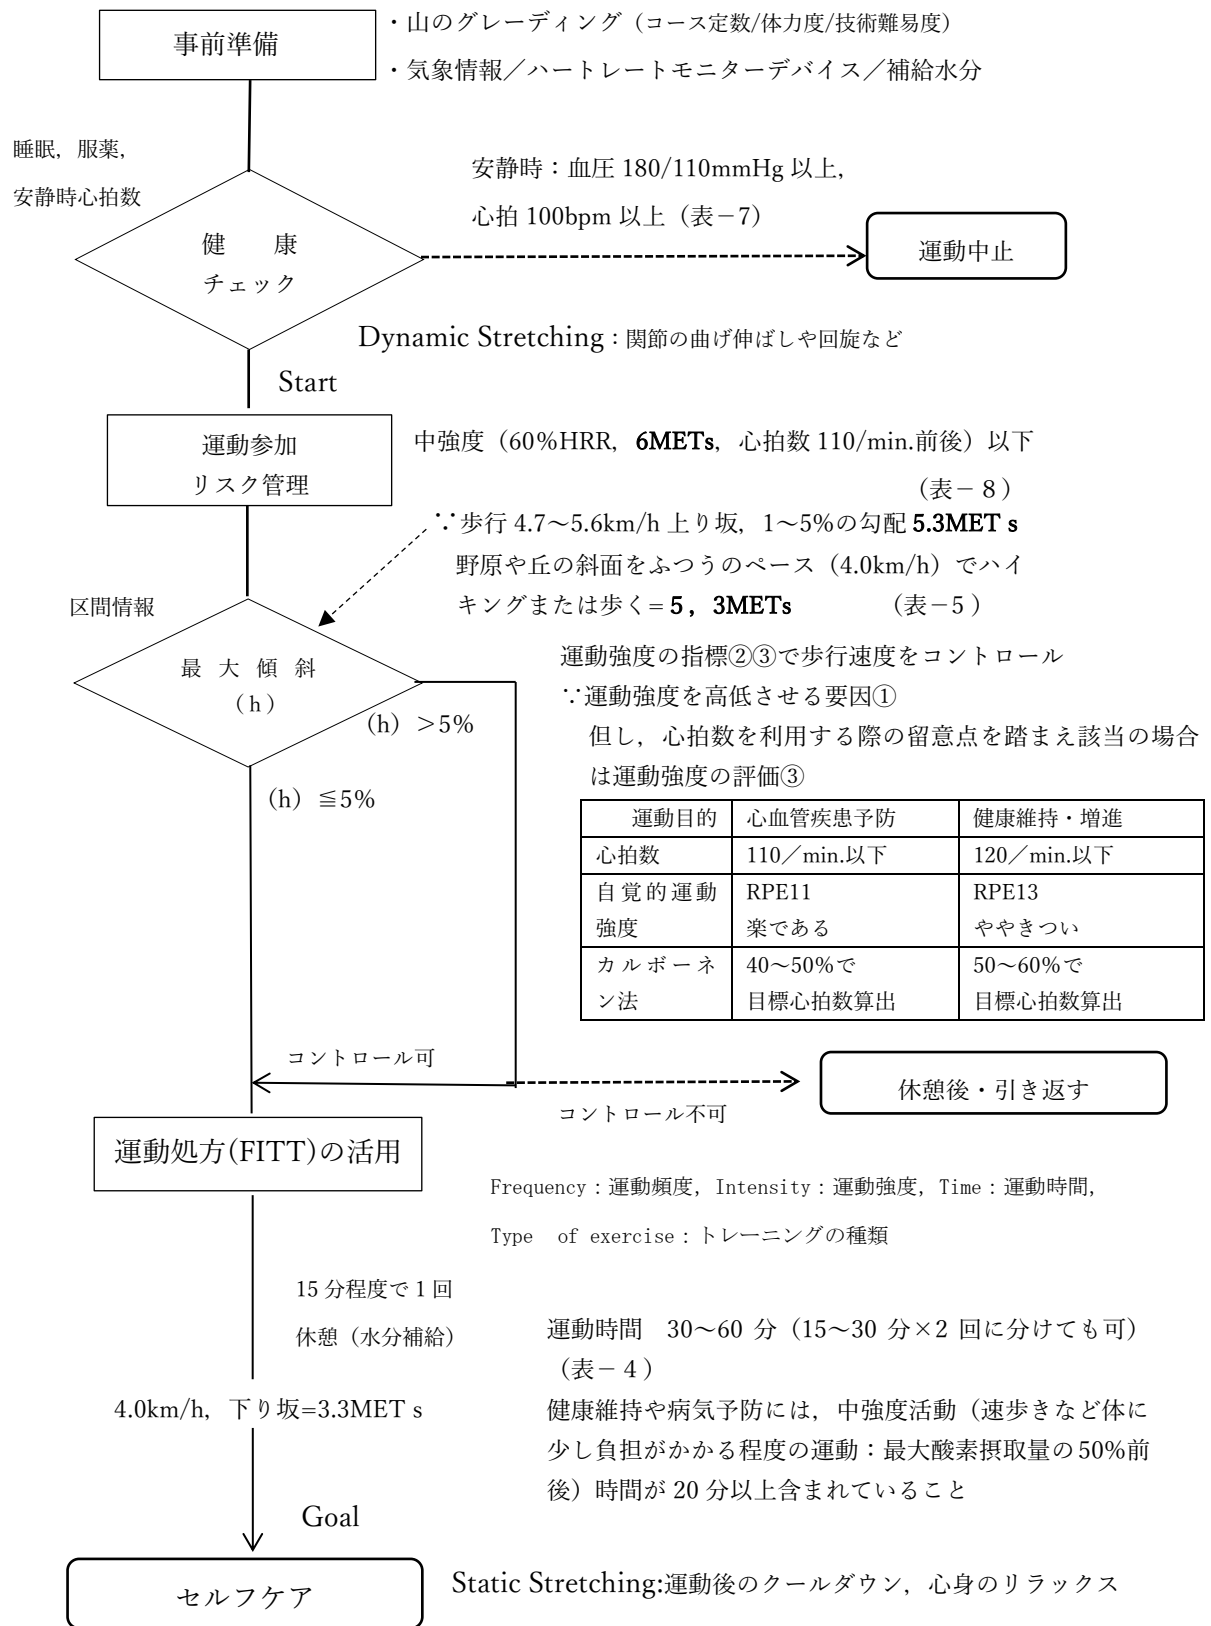 事前準備
・山のグレーディング（コース定数/体力度/技術難易度）
・気象情報／ハートレートモニターデバイス／補給水分
睡眠，服薬，
安静時心拍数
安静時：血圧 180/110mmHg 以上，
心拍 100bpm 以上（表－7）
健　康
チェック
運動中止
Dynamic Stretching：関節の曲げ伸ばしや回旋など
Start
運動参加
リスク管理
中強度（60％HRR，6METs，心拍数 110/min.前後）以下
（表－８）
∵歩行 4.7～5.6km/h 上り坂，1～5%の勾配 5.3MET s
野原や丘の斜面をふつうのペース（4.0km/h）でハイ
キングまたは歩く= 5，3METs　（表－5 ）
区間情報
最 大 傾 斜
（ｈ）
(h) ＞5%
(h) ≦5%
運動強度の指標②③で歩行速度をコントロール
∵運動強度を高低させる要因①
但し，心拍数を利用する際の留意点を踏まえ該当の場合
は運動強度の評価③
運動目的 心血管疾患予防 健康維持・増進
心拍数 110／min.以下 120／min.以下
自覚的運動 RPE11 RPE13
強度 楽である ややきつい
カルボーネ 40～50%で 50～60%で
ン法 目標心拍数算出 目標心拍数算出
コントロール可
コントロール不可
休憩後・引き返す
運動処方(FITT)の活用
Frequency：運動頻度，Intensity：運動強度，Time：運動時間，
Type　of exercise：トレーニングの種類
15 分程度で 1 回
休憩（水分補給）
運動時間　30～60 分（15～30 分×2 回に分けても可）
（表－４）
4.0km/h，下り坂=3.3MET s
健康維持や病気予防には，中強度活動（速歩きなど体に
少し負担がかかる程度の運動：最大酸素摂取量の 50%前
後）時間が 20 分以上含まれていること
Goal
セルフケア
Static Stretching:運動後のクールダウン，心身のリラックス